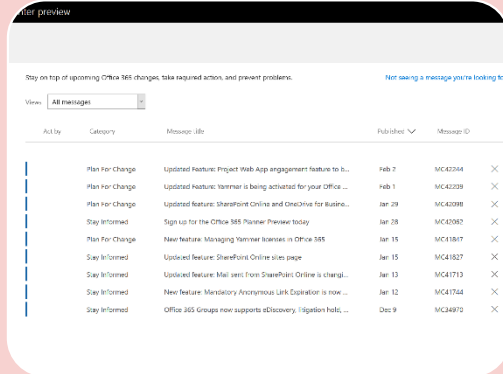 nter preview
Stay on top of upcoming Office 365 changes, take required action, and prevent problems. Not seeing a message you're looking fo
View: All messages
Act by Category Message title Published Message ID
Plan For Change Updated Feature: Project Web App engagement feature to b... Feb 2 MC42244
Plan For Change Updated Feature: Yammer is being activated for your Office ... Feb 1 MC42209
Plan For Change Updated feature: SharePoint Online and OneDrive for Busine... Jan 29 MC42098
Stay Informed Sign up for the Office 365 Planner Preview today Jan 28 MC42082
Plan For Change New feature: Managing Yammer licenses in Office 365 Jan 15 MC41847
Stay Informed Updated feature: SharePoint Online sites page Jan 15 MC41827
Stay Informed Updated feature: Mail sent from SharePoint Online is changi... Jan 13 MC41713
Stay Informed New feature: Mandatory Anonymous Link Expiration is now ... Jan 12 MC41744
Stay Informed Office 365 Groups now supports eDiscovery, litigation hold, ... Dec 9 MC34970